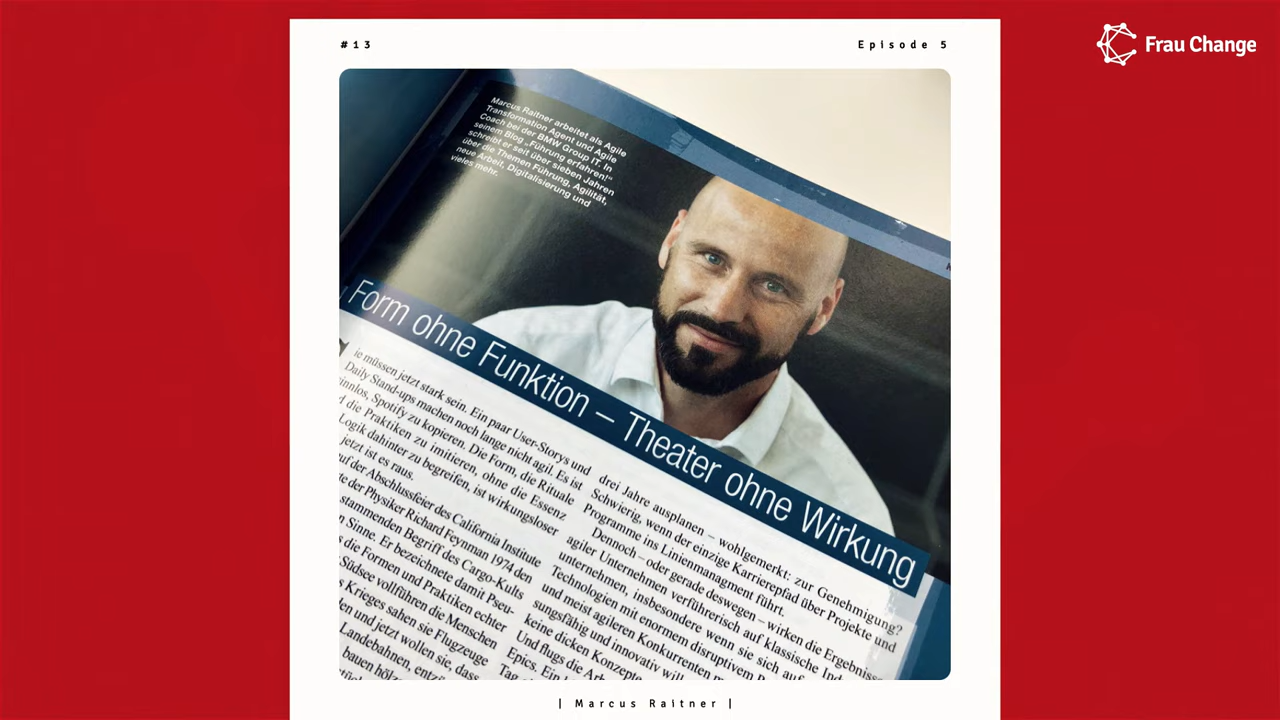 #13
Episode 5
Frau Change
Marcus Raitner arbeitet als Agile
Transformation Agent und Agile
Coach bei der BMW Group IT. In
seinem Blog „Führung erfahren!“
schreibt er seit über sieben Jahren
über die Themen Führung, Agilität,
neue Arbeit, Digitalisierung und
vieles mehr.
Form ohne Funktion – Theater ohne Wirkung
ie müssen jetzt stark sein. Ein paar User-Storys und
Daily Stand-ups machen noch lange nicht agil. Es ist
innlos, Spotify zu kopieren. Die Form, die Rituale
d die Praktiken zu imitieren, ohne die Essenz
Logik dahinter zu begreifen, ist wirkungsloser
jetzt ist es raus.
uf der Abschlussfeier des California Institute
te der Physiker Richard Feynman 1974 den
stammenden Begriff des Cargo-Kults
n Sinne. Er bezeichnete damit Pseu-
s die Formen und Praktiken echter
Südsee vollführen die Menschen
s Krieges sahen sie Flugzeuge
den und jetzt wollen sie, dass
Landebahnen, entzü
bauen hölz
drei Jahre ausplanen – wohlgemerkt: zur Genehmigung?
Schwierig, wenn der einzige Karrierepfad über Projekte und
Programme ins Linienmanagment führt.
Dennoch – oder gerade deswegen – wirken die Ergebnisse
agiler Unternehmen verführerisch auf klassische Ind
unternehmen, insbesondere wenn sie sich auf
Technologien mit enormem disruptivem P
und meist agileren Konkurrenten m
sungsfähig und innovativ will
keine dicken Konzepte
Und flugs die Arb
Epics. Ein
Tag
| Marcus Raitner |